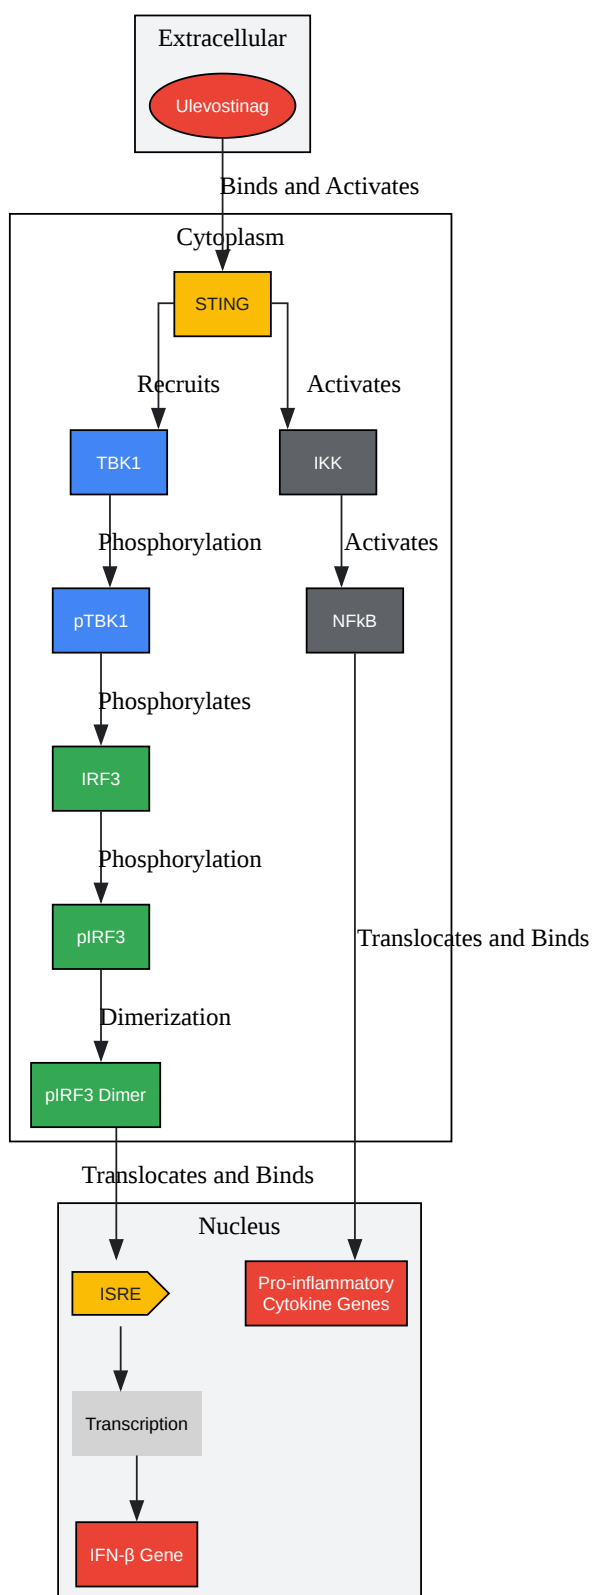 Extracellular
Ulevostinag
Binds and Activates
Cytoplasm
STING
Recruits
Activates
TBK1
IKK
Phosphorylation
Activates
pTBK1
NFkB
Phosphorylates
IRF3
Phosphorylation
pIRF3
Translocates and Binds
Dimerization
pIRF3 Dimer
Translocates and Binds
Nucleus
ISRE
Pro-inflammatory
Cytokine Genes
Transcription
IFN-β Gene